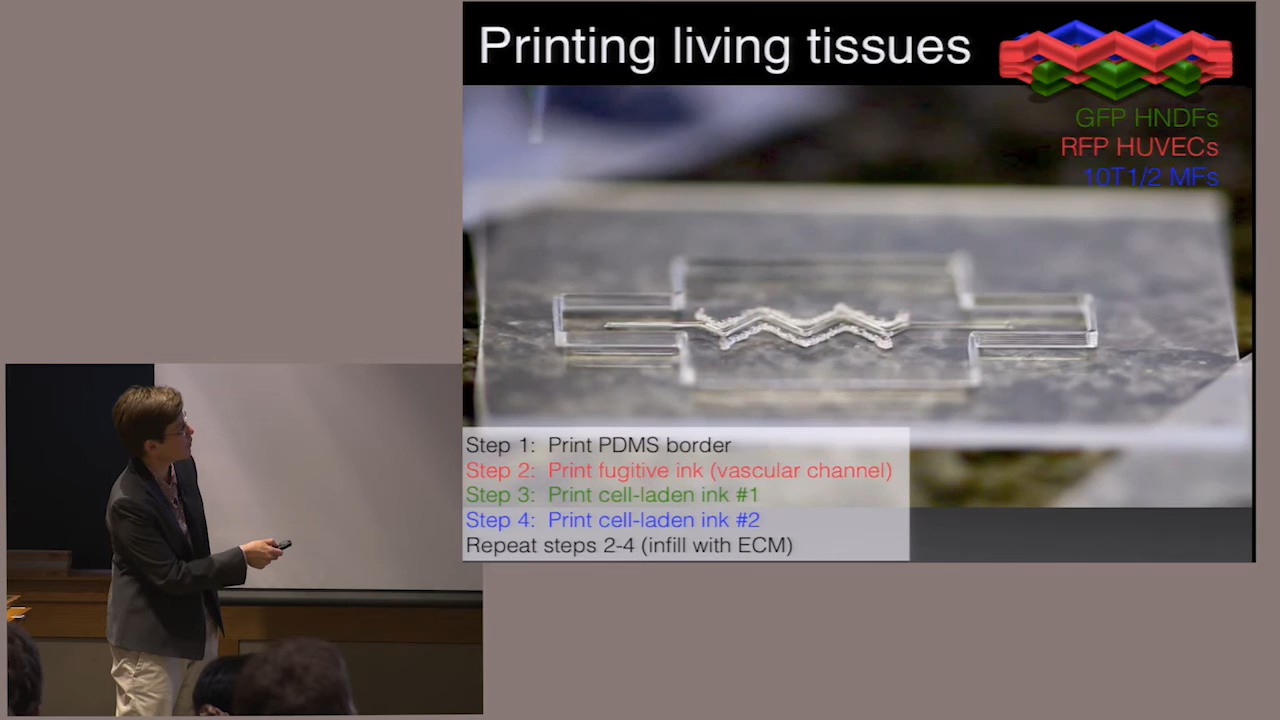 Printing living tissues
GFP HNDFs
RFP HUVECs
10T1/2 MFs
Step 1: Print PDMS border
Step 2: Print fugitive ink (vascular channel)
Step 3: Print cell-laden ink #1
Step 4: Print cell-laden ink #2
Repeat steps 2-4 (infill with ECM)